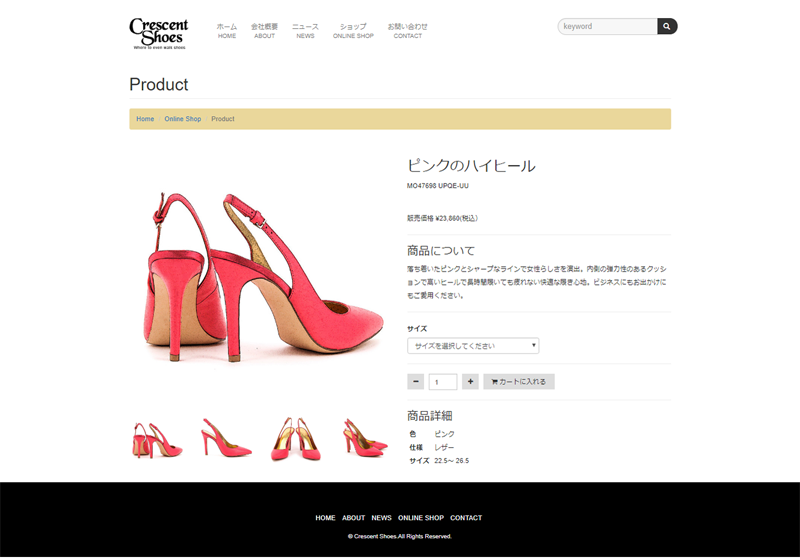 Crescent
Shoes
Where to even walk shoes.
ホーム 会社概要 ニュース ショップ お問い合わせ
HOME ABOUT NEWS ONLINE SHOP CONTACT
keyword
Product
Home / Online Shop / Product
ピンクのハイヒール
MO47698 UPQE-UU
販売価格 ¥23,860(税込)
商品について
落ち着いたピンクとシャープなラインで女性らしさを演出。内側の弾力性のあるクッシ
ョンで高いヒールで長時間履いても疲れない快適な履き心地。ビジネスにもお出かけに
もご愛用ください。
サイズ
サイズを選択してください
1 カートに入れる
商品詳細
色 ピンク
仕様 レザー
サイズ 22.5～ 26.5
HOME ABOUT NEWS ONLINE SHOP CONTACT
© Crescent Shoes.All Rights Reserved.